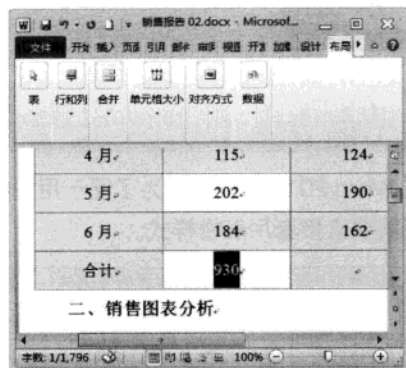 销售报告 02.docx - Microsoft...
文件 开始 插入 页面 引用 邮件 审阅 视图 开发 加载 设计 布局
表 行和列 合并 单元格大小 对齐方式 数据
4 月 115 124
5 月 202 190
6 月 184 162
合计 930
二、销售图表分析
字数: 1/1,796 100%